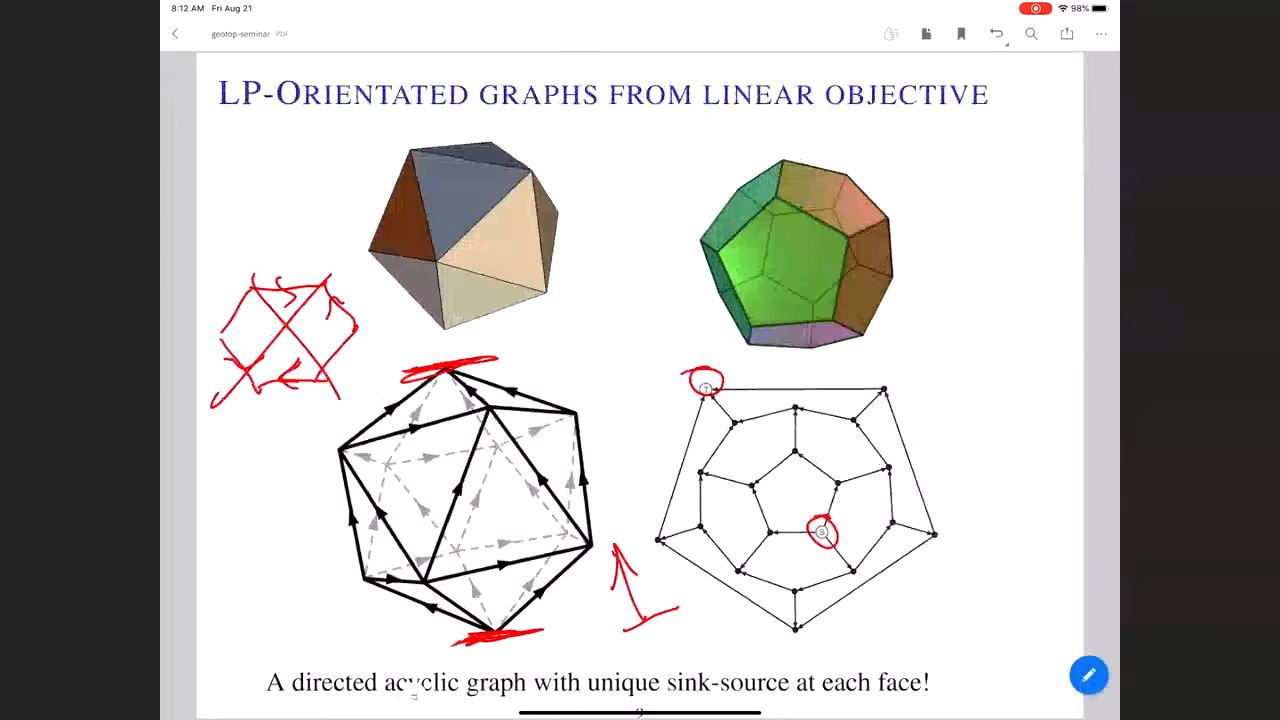 8:12 AM Fri Aug 21 98%
geotop-seminar PDF
LP-ORIENTATED GRAPHS FROM LINEAR OBJECTIVE
T
S
A directed acyclic graph with unique sink-source at each face!